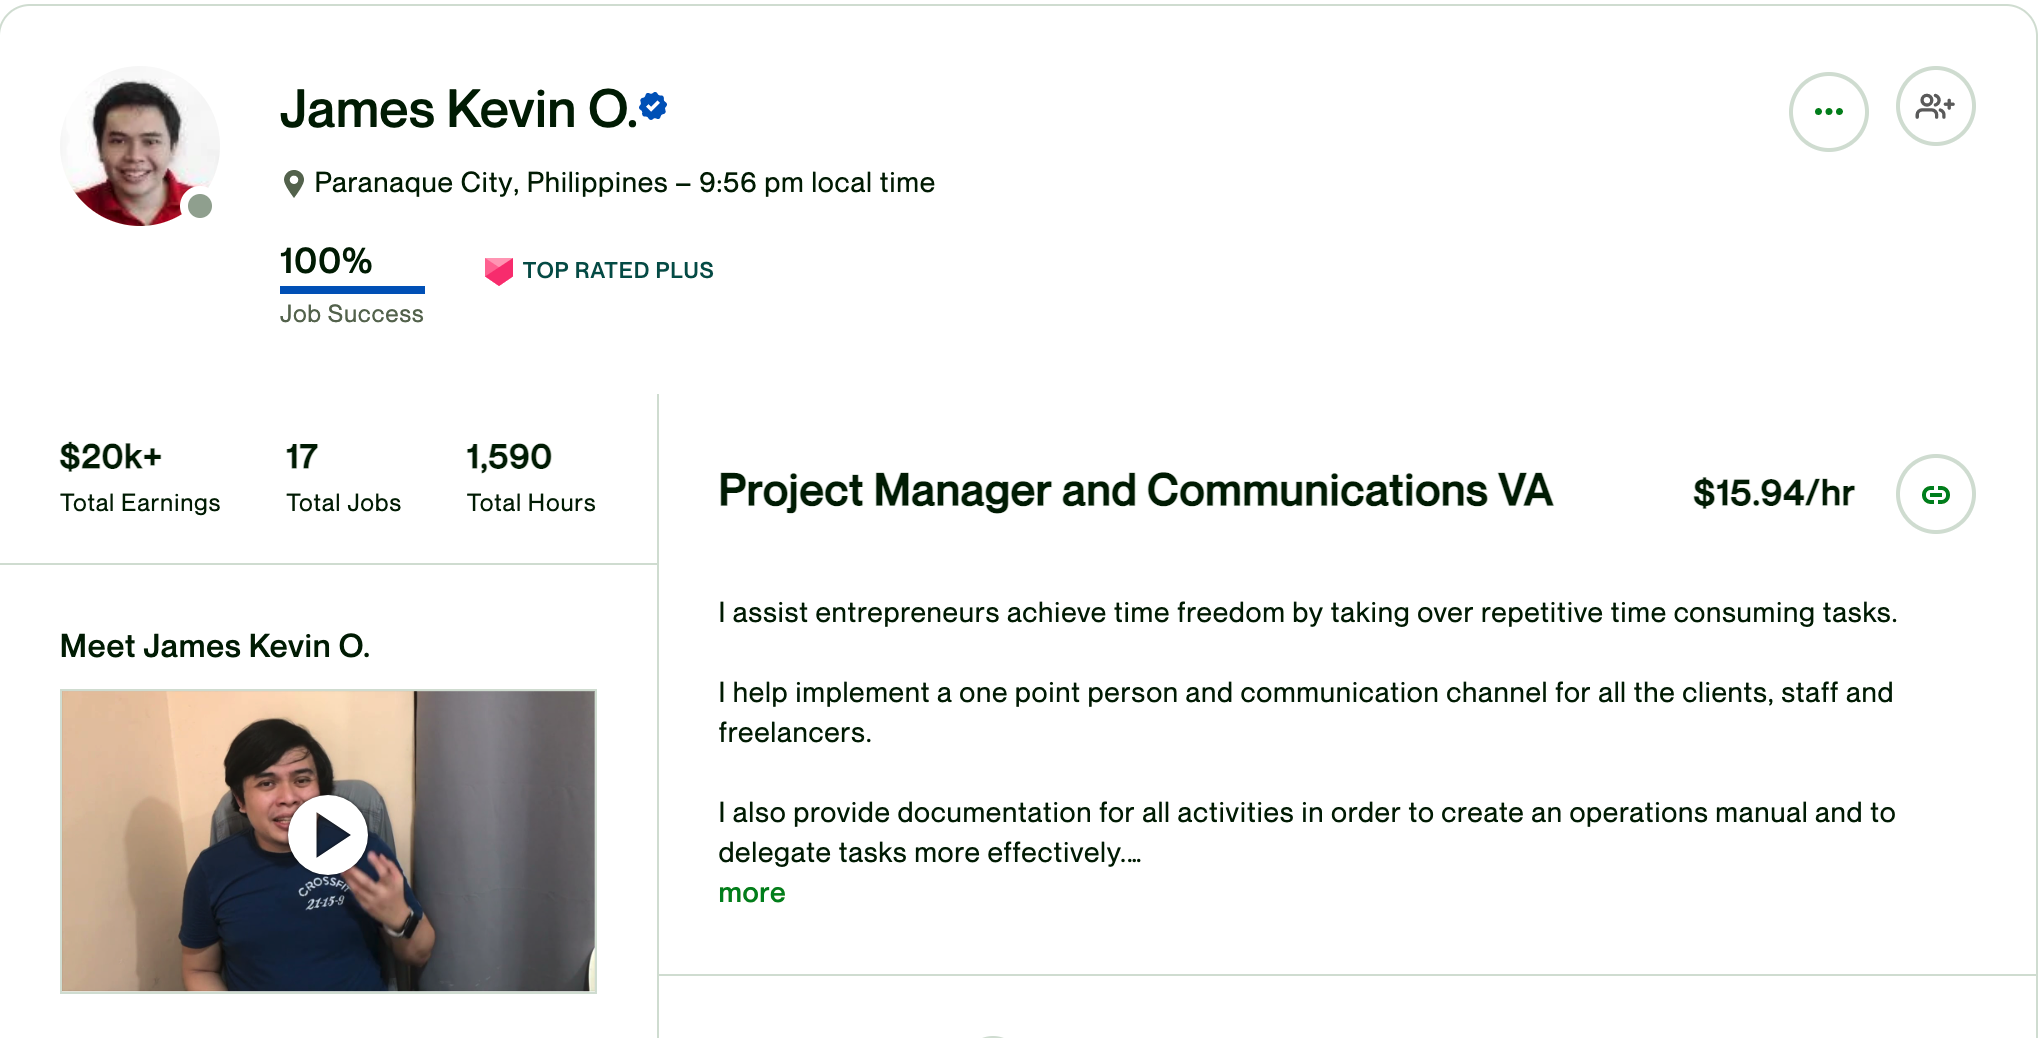 James Kevin O.
Paranaque City, Philippines – 9:56 pm local time
100%
Job Success
TOP RATED PLUS
$20k+
Total Earnings
17
Total Jobs
1,590
Total Hours
Meet James Kevin O.
CROSSFIT
21-15-9
Project Manager and Communications VA
$15.94/hr
I assist entrepreneurs achieve time freedom by taking over repetitive time consuming tasks.
I help implement a one point person and communication channel for all the clients, staff and
freelancers.
I also provide documentation for all activities in order to create an operations manual and to
delegate tasks more effectively....
more